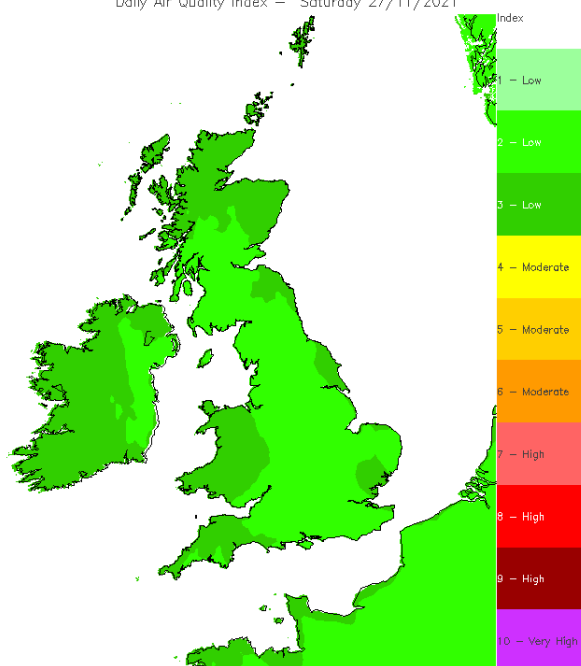 Daily Air Quality Index – Saturday 27/11/2021
Index
1 – Low
2 – Low
3 – Low
4 – Moderate
5 – Moderate
6 – Moderate
7 – High
8 – High
9 – High
10 – Very High